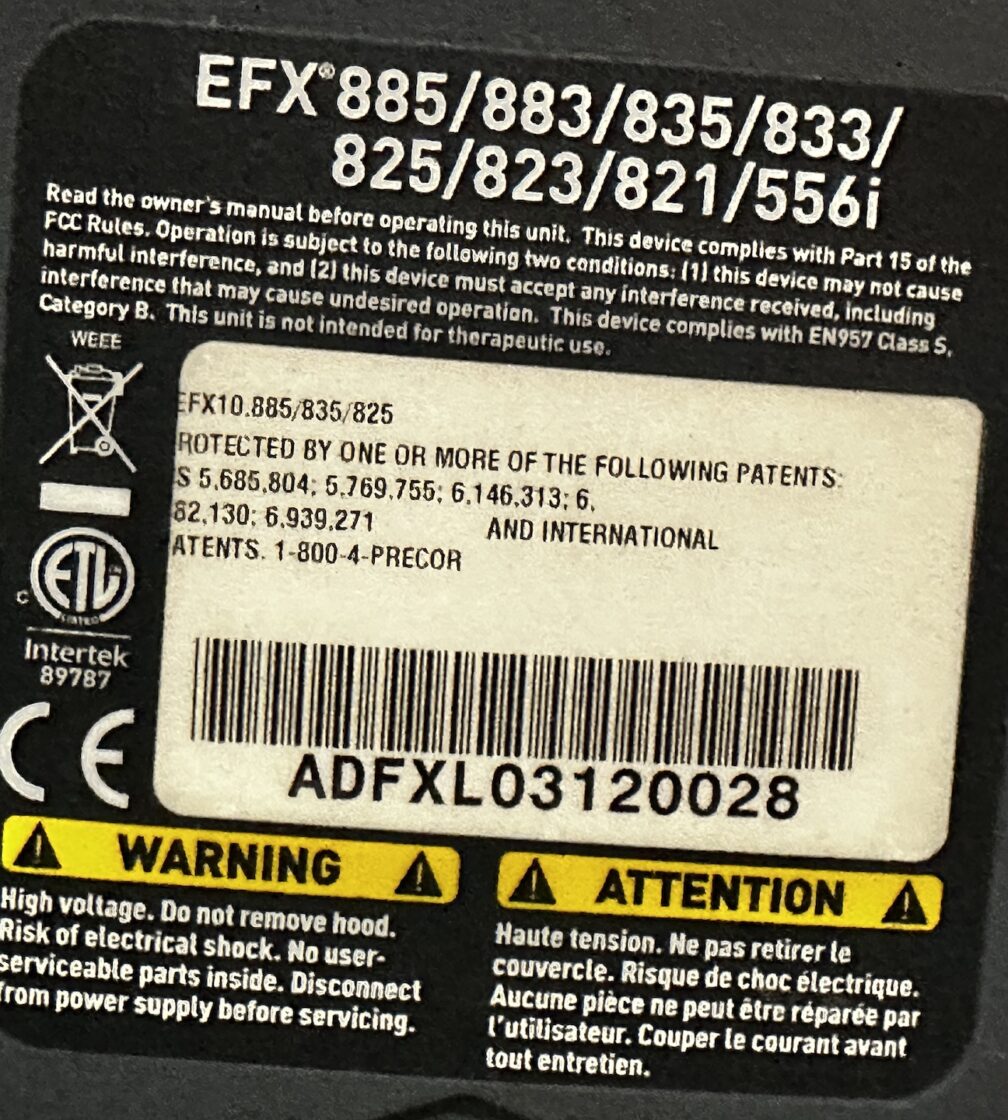 EFX®885/883/835/833/
825/823/821/556i
Read the owner's manual before operating this unit. This device complies with Part 15 of the
FCC Rules. Operation is subject to the following two conditions: (1) this device may not cause
harmful interference, and (2) this device must accept any interference received, including
interference that may cause undesired operation. This device complies with EN957 Class S,
Category B. This unit is not intended for therapeutic use.
WEEE
EFX10.885/835/825
ROTECTED BY ONE OR MORE OF THE FOLLOWING PATENTS:
S 5,685,804; 5,769,755; 6,146,313; 6,
82,130; 6,939,271 AND INTERNATIONAL
ATENTS. 1-800-4-PRECOR
C ETL
LISTED
Intertek
89787
CE
ADFXL03120028
WARNING
High voltage. Do not remove hood.
Risk of electrical shock. No user-
serviceable parts inside. Disconnect
from power supply before servicing.
ATTENTION
Haute tension. Ne pas retirer le
couvercle. Risque de choc électrique.
Aucune pièce ne peut être réparée par
l'utilisateur. Couper le courant avant
tout entretien.